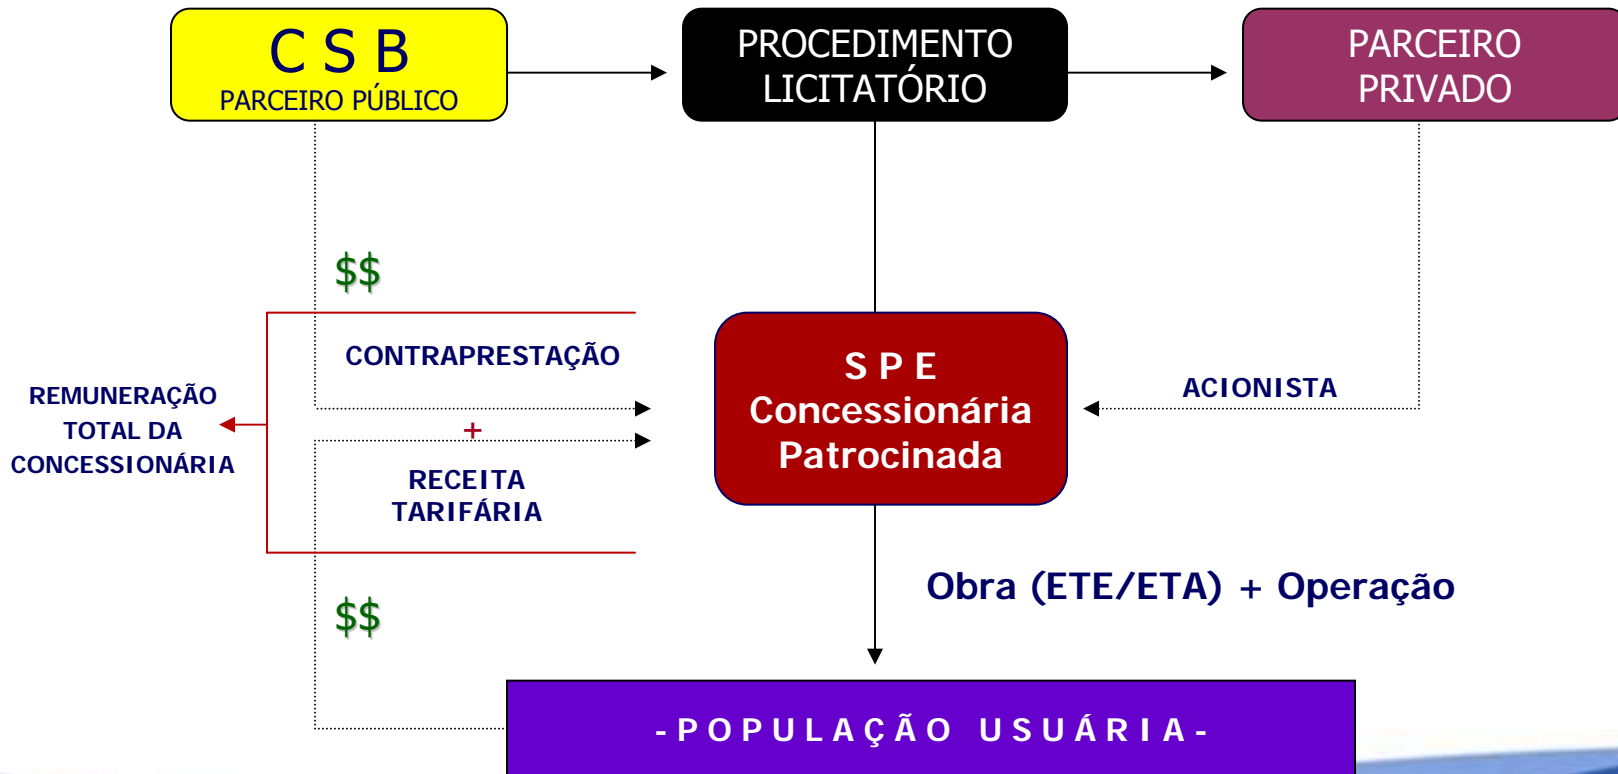 C S B
PARCEIRO PÚBLICO
PROCEDIMENTO
LICITATÓRIO
PARCEIRO
PRIVADO
$$
CONTRAPRESTAÇÃO
REMUNERAÇÃO
TOTAL DA
CONCESSIONÁRIA
+
RECEITA
TARIFÁRIA
S P E
Concessionária
Patrocinada
ACIONISTA
$$
Obra (ETE/ETA) + Operação
- P O P U L A Ç Ã O U S U Á R I A -